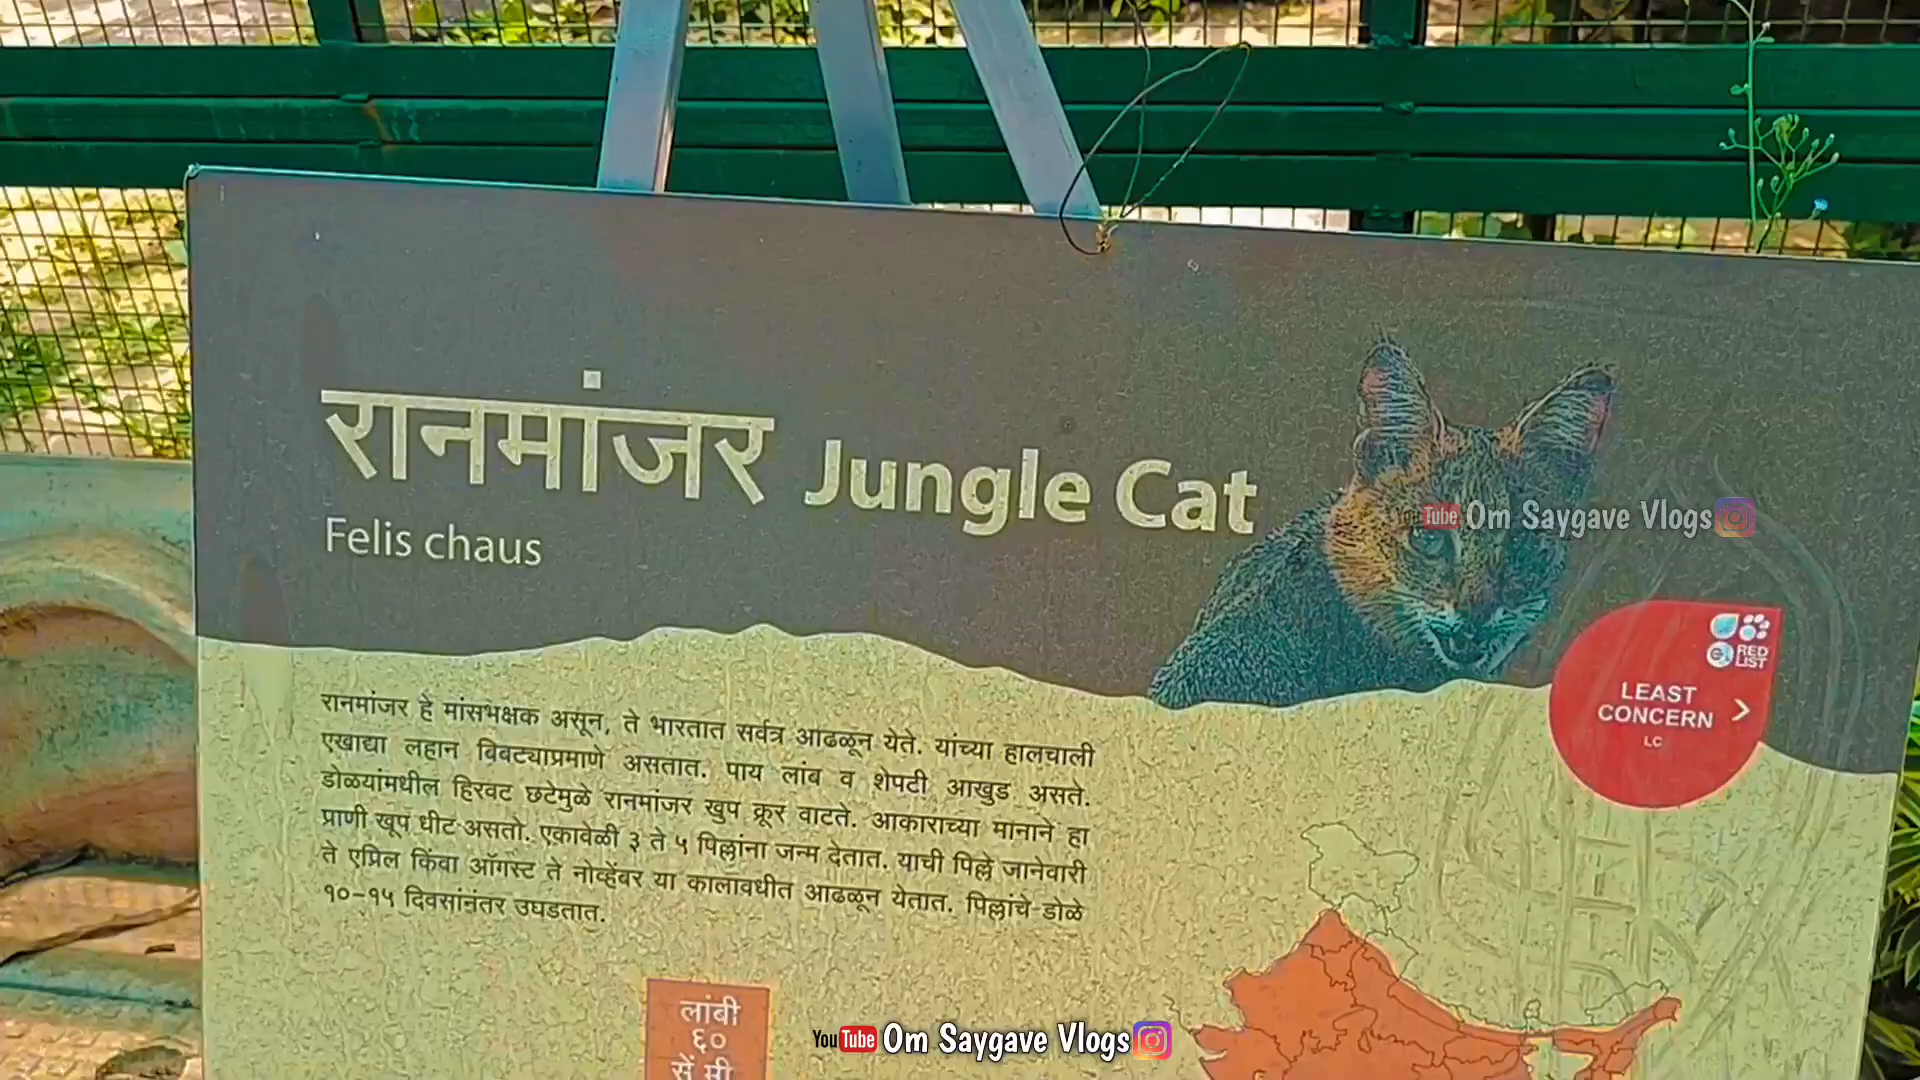 रानमांजर Jungle Cat
Felis chaus
YouTube Om Saygave Vlogs
RED
LIST
LEAST
CONCERN
LC
रानमांजर हे मांसभक्षक असून, ते भारतात सर्वत्र आढळून येते. यांच्या हालचाली
एखाद्या लहान बिबट्याप्रमाणे असतात. पाय लांब व शेपटी आखुड असते.
डोळयांमधील हिरवट छटेमुळे रानमांजर खुप क्रूर वाटते. आकाराच्या मानाने हा
प्राणी खूप धीट असतो. एकावेळी ३ ते ५ पिल्लांना जन्म देतात. याची पिल्ले जानेवारी
ते एप्रिल किंवा ऑगस्ट ते नोव्हेंबर या कालावधीत आढळून येतात. पिल्लांचे डोळे
१०-१५ दिवसांनंतर उघडतात.
लांबी
६०
सें.मी
YouTube Om Saygave Vlogs